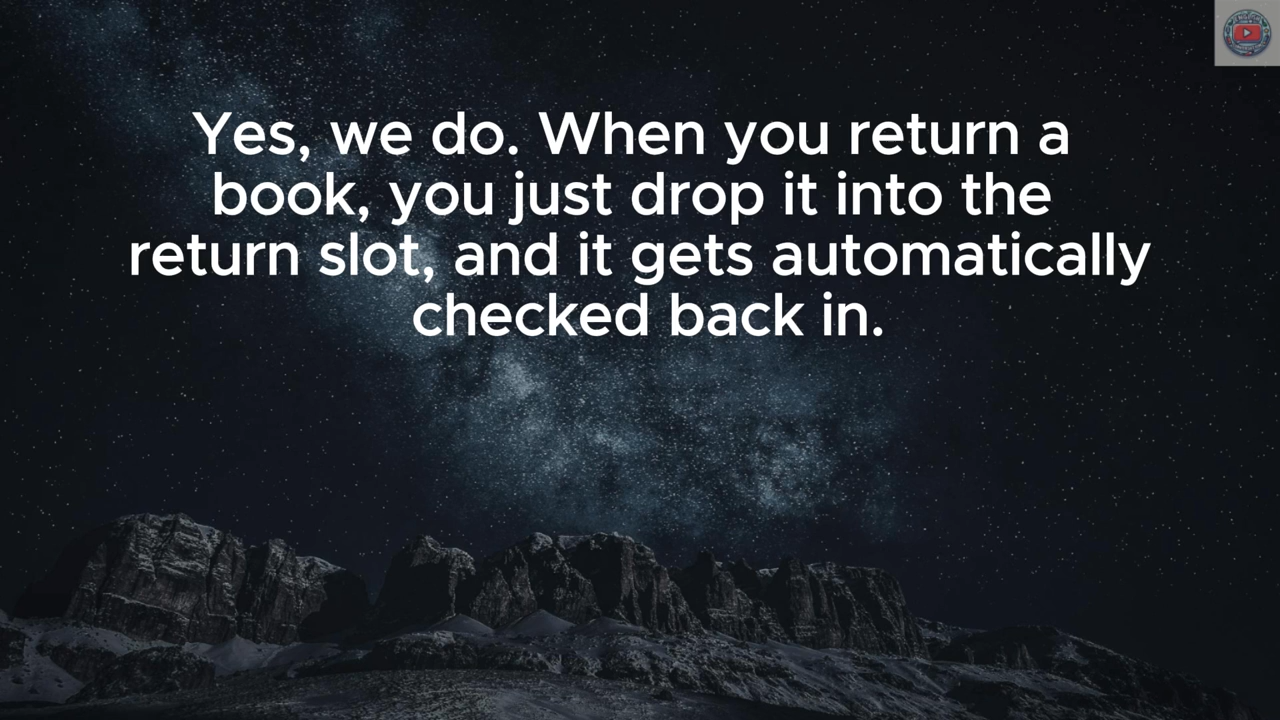 Yes, we do. When you return a
book, you just drop it into the
return slot, and it gets automatically
checked back in.